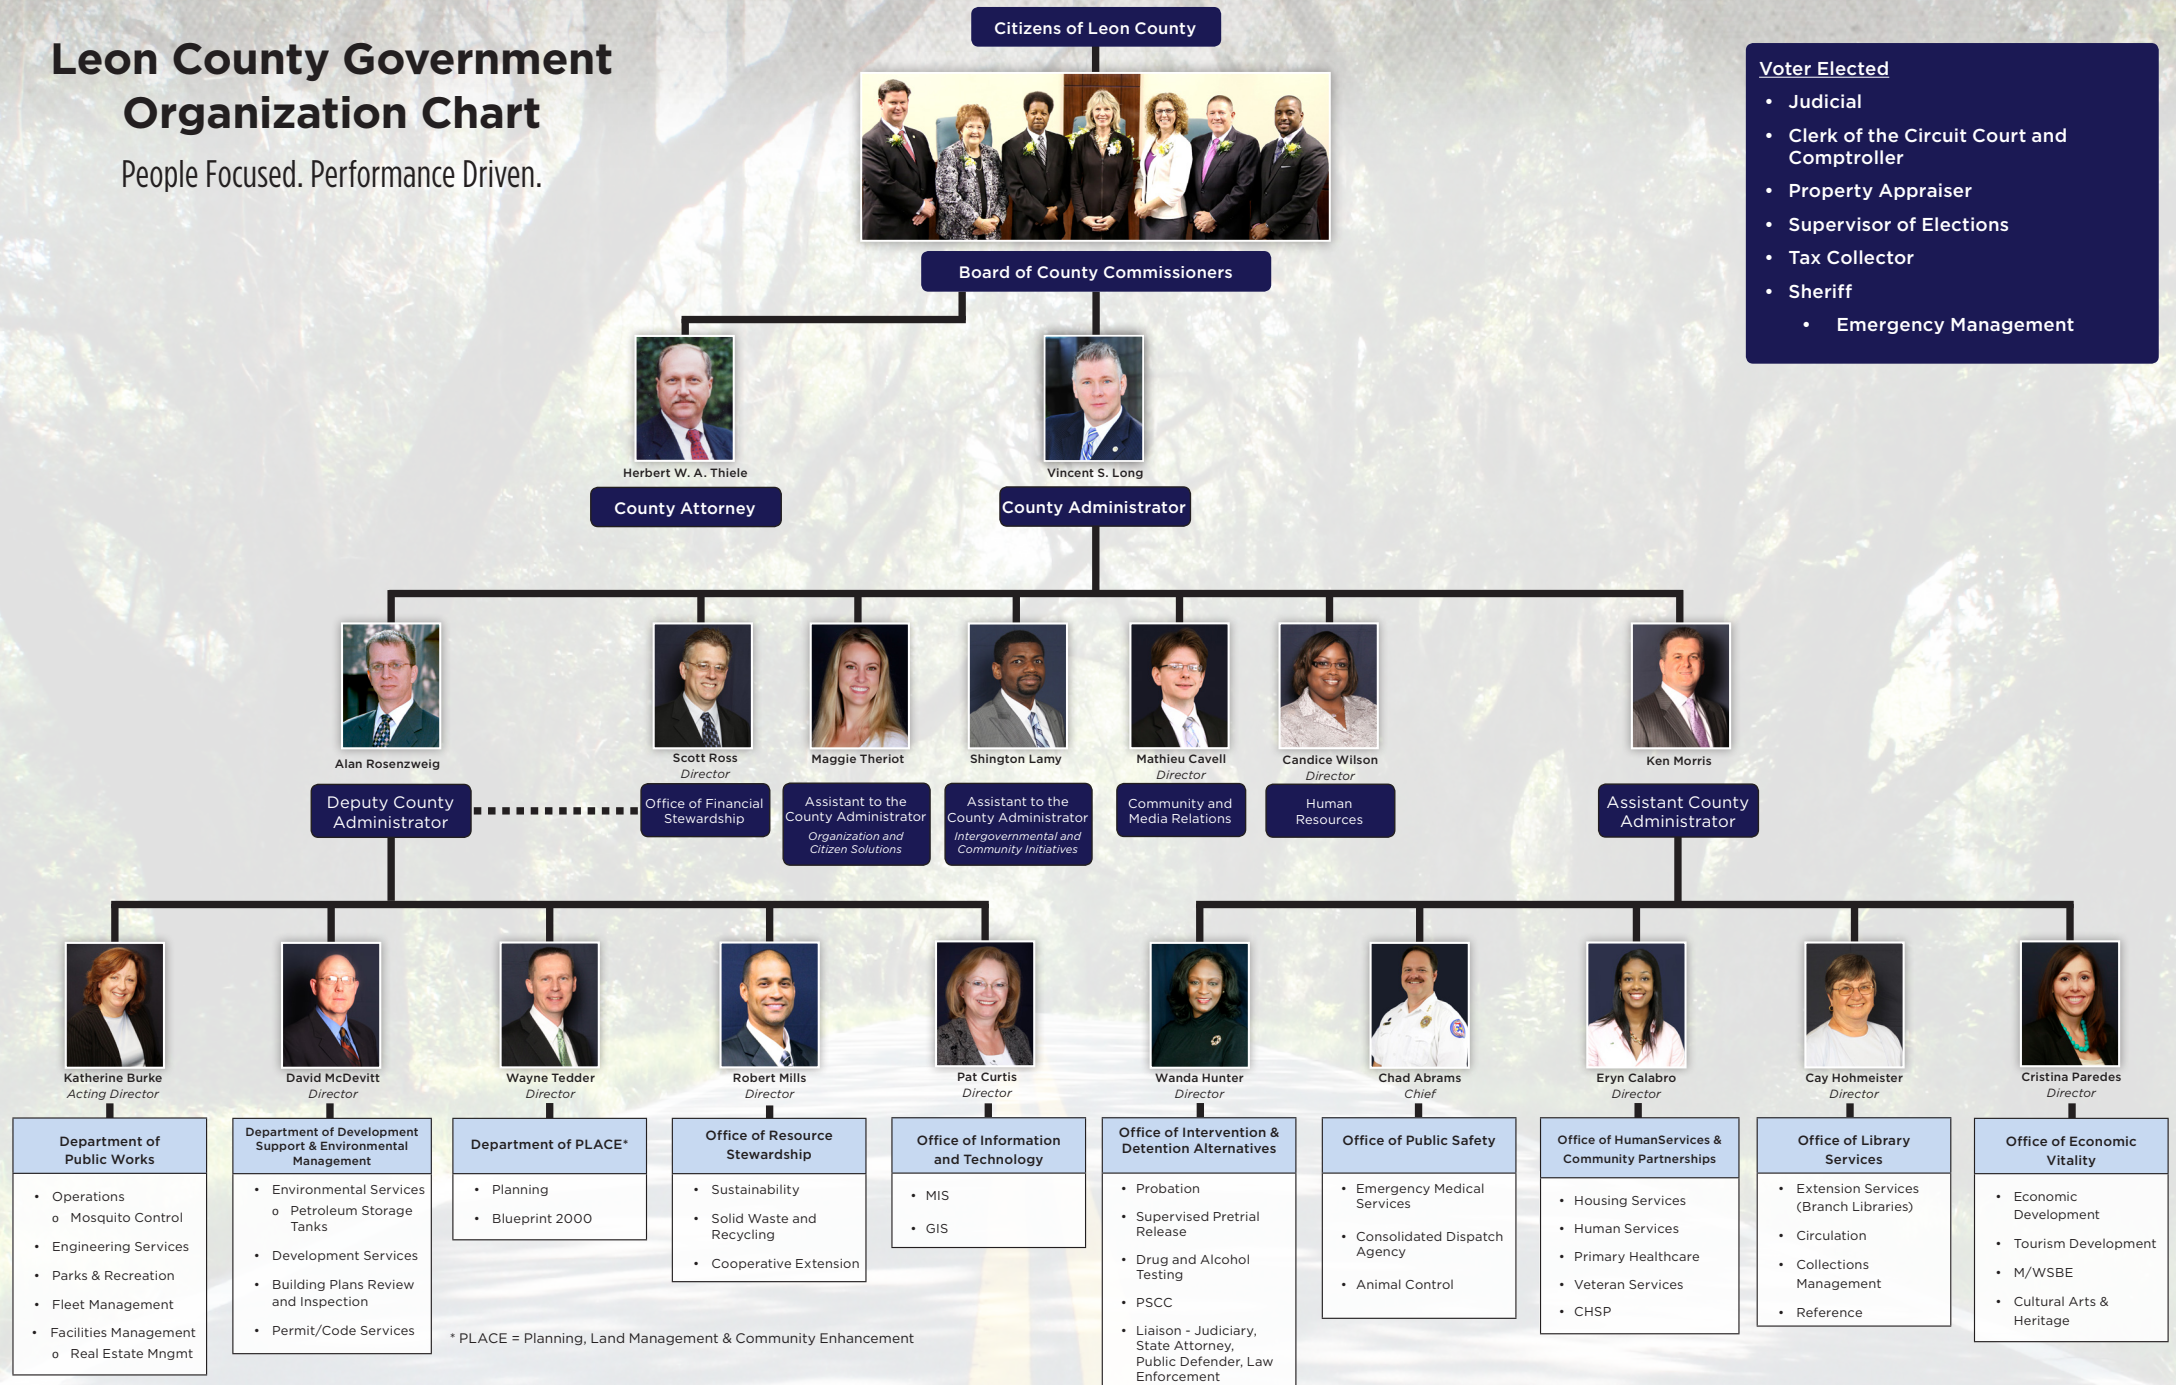 Leon County Government
Organization Chart
People Focused. Performance Driven.
Citizens of Leon County
Board of County Commissioners
Voter Elected
• Judicial
• Clerk of the Circuit Court and
Comptroller
• Property Appraiser
• Supervisor of Elections
• Tax Collector
• Sheriff
• Emergency Management
Herbert W. A. Thiele
County Attorney
Vincent S. Long
County Administrator
Alan Rosenzweig
Deputy County
Administrator
Scott Ross
Director
Office of Financial
Stewardship
Maggie Theriot
Assistant to the
County Administrator
Organization and
Citizen Solutions
Shington Lamy
Assistant to the
County Administrator
Intergovernmental and
Community Initiatives
Mathieu Cavell
Director
Community and
Media Relations
Candice Wilson
Director
Human
Resources
Ken Morris
Assistant County
Administrator
Katherine Burke
Acting Director
Department of
Public Works
• Operations
o Mosquito Control
• Engineering Services
• Parks & Recreation
• Fleet Management
• Facilities Management
o Real Estate Mngmt
David McDevitt
Director
Department of Development
Support & Environmental
Management
• Environmental Services
o Petroleum Storage
Tanks
• Development Services
• Building Plans Review
and Inspection
• Permit/Code Services
Wayne Tedder
Director
Department of PLACE*
• Planning
• Blueprint 2000
Robert Mills
Director
Office of Resource
Stewardship
• Sustainability
• Solid Waste and
Recycling
• Cooperative Extension
Pat Curtis
Director
Office of Information
and Technology
• MIS
• GIS
Wanda Hunter
Director
Office of Intervention &
Detention Alternatives
• Probation
• Supervised Pretrial
Release
• Drug and Alcohol
Testing
• PSCC
• Liaison - Judiciary,
State Attorney,
Public Defender, Law
Enforcement
Chad Abrams
Chief
Office of Public Safety
• Emergency Medical
Services
• Consolidated Dispatch
Agency
• Animal Control
Eryn Calabro
Director
Office of HumanServices &
Community Partnerships
• Housing Services
• Human Services
• Primary Healthcare
• Veteran Services
• CHSP
Cay Hohmeister
Director
Office of Library
Services
• Extension Services
(Branch Libraries)
• Circulation
• Collections
Management
• Reference
Cristina Paredes
Director
Office of Economic
Vitality
• Economic
Development
• Tourism Development
• M/WSBE
• Cultural Arts &
Heritage
* PLACE = Planning, Land Management & Community Enhancement